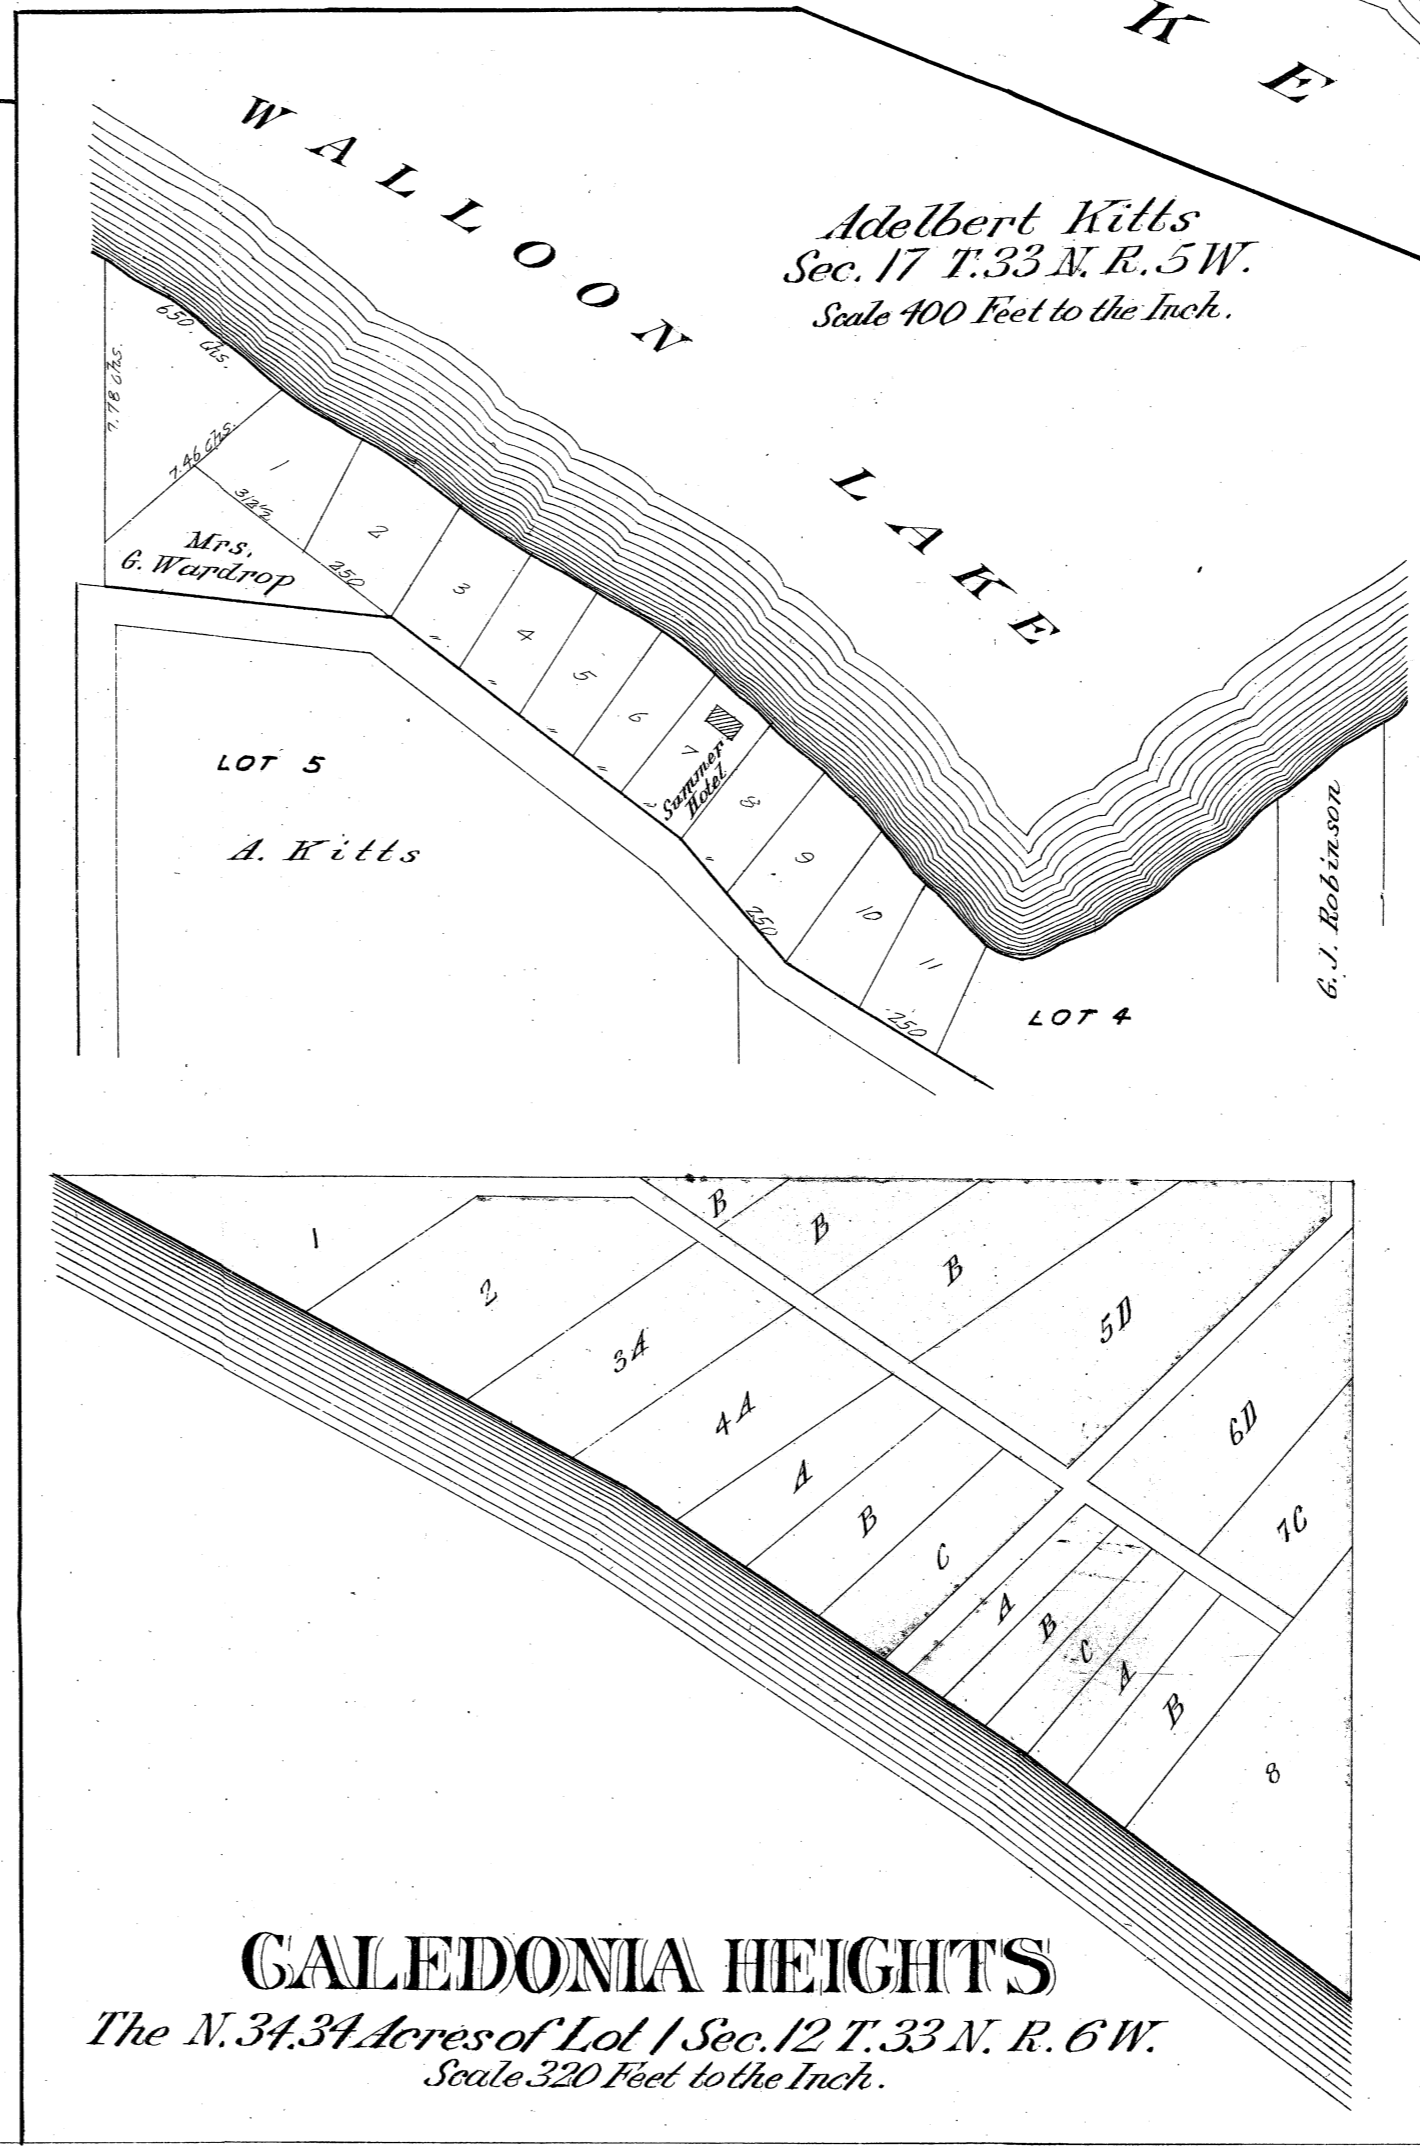 K E
WALLOON LAKE
Adelbert Kitts
Sec. 17 T.33 N. R. 5 W.
Scale 400 Feet to the Inch.
650. Chs.
7.78 Chs.
7.46 Chs.
1
312½
2
250
Mrs.
G. Wardrop
3
"
4
"
5
"
6
"
7
"
Summer
Hotel
8
"
9
250
10
11
250
LOT 5
A. Kitts
LOT 4
G. J. Robinson
1
2
B
B
B
3A
4A
5D
A
B
C
6D
7C
A
B
C
A
B
8
CALEDONIA HEIGHTS
The N. 34.34 Acres of Lot 1 Sec. 12 T. 33 N. R. 6 W.
Scale 320 Feet to the Inch.